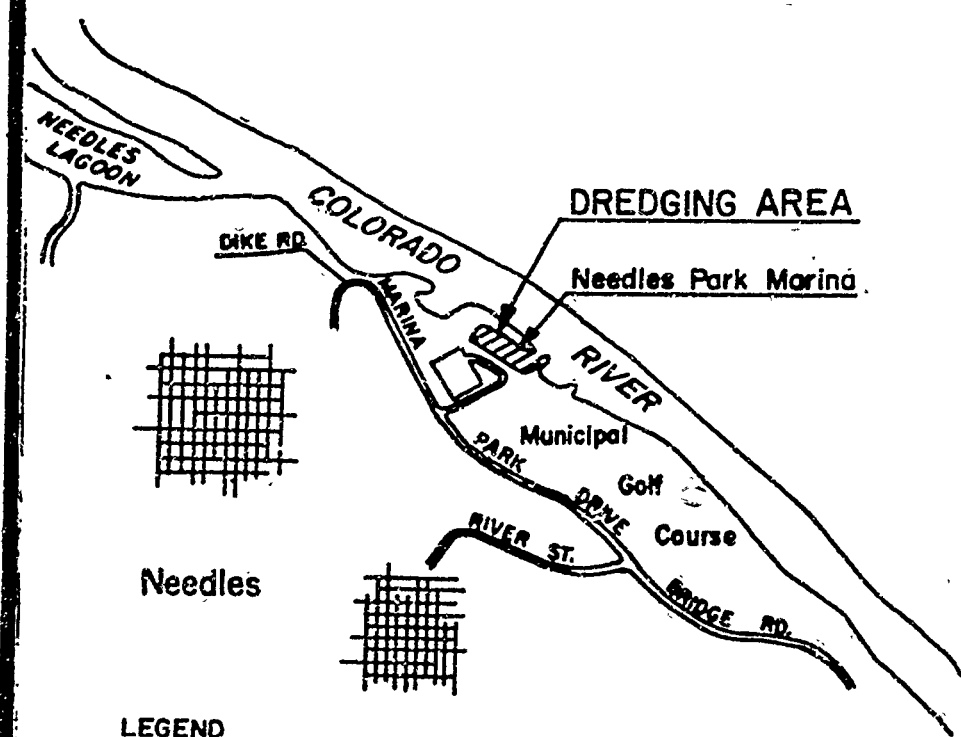 NEEDLES
LAGOON
COLORADO
RIVER
DREDGING AREA
Needles Park Marina
DIKE RD.
MARINA
PARK
DRIVE
Municipal
Golf
Course
RIVER ST.
BRIDGE RD.
Needles
LEGEND